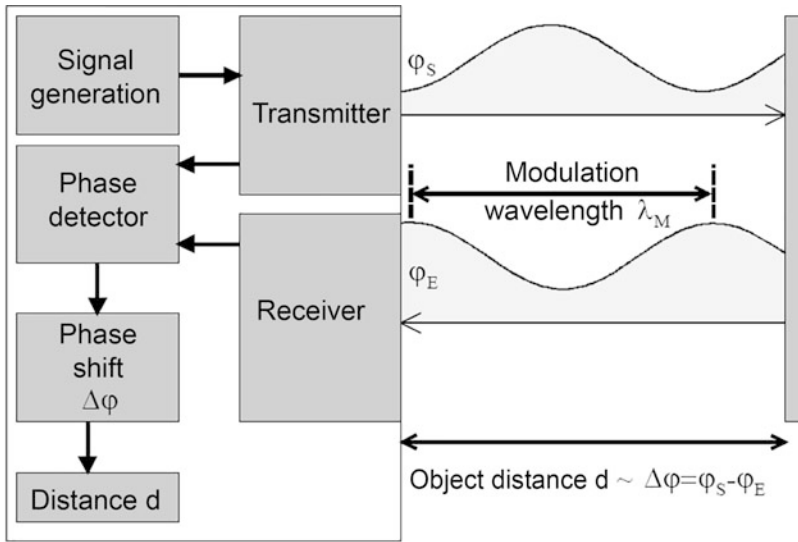 Signal
generation
Transmitter
φS
Phase
detector
Modulation
wavelength λM
Receiver
φE
Phase
shift
Δφ
Distance d
Object distance d ~ Δφ=φS-φE